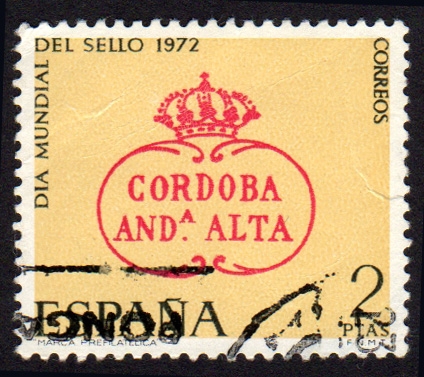 DIA MUNDIAL DEL SELLO 1972
CORREOS
CORDOBA
AND.ᴬ ALTA
2
PTAS
ESPAÑA
MARCA PREFILATELICA
F.N.M.T.